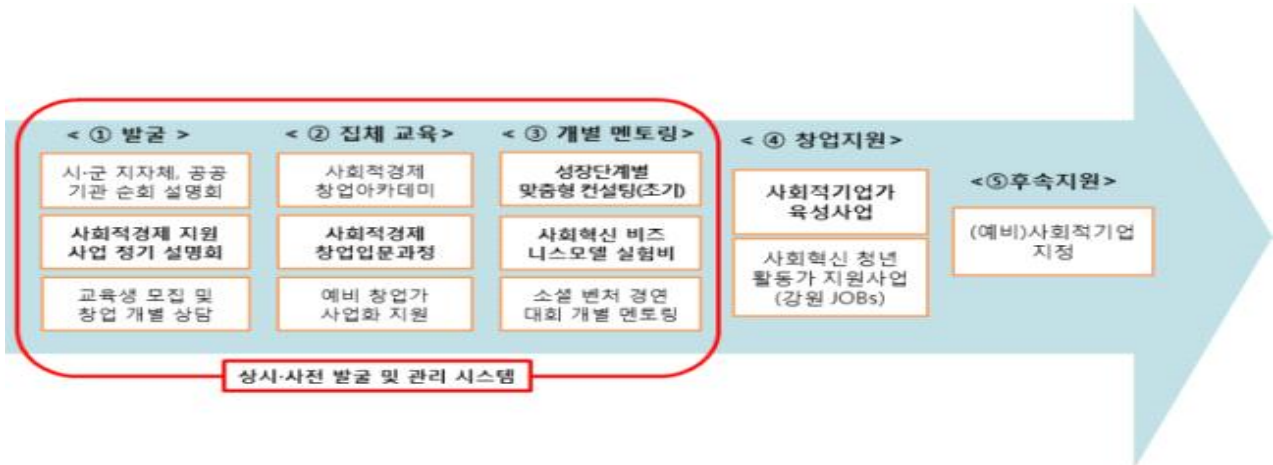 < ① 발굴 >
시·군 지자체, 공공
기관 순회 설명회
사회적경제 지원
사업 정기 설명회
교육생 모집 및
창업 개별 상담
< ② 집체 교육>
사회적경제
창업아카데미
사회적경제
창업입문과정
예비 창업가
사업화 지원
< ③ 개별 멘토링>
성장단계별
맞춤형 컨설팅(초기)
사회혁신 비즈
니스모델 실험비
소셜 벤처 경연
대회 개별 멘토링
< ④ 창업지원>
사회적기업가
육성사업
사회혁신 청년
활동가 지원사업
(강원 JOBs)
<⑤후속지원>
(예비)사회적기업
지정
상시·사전 발굴 및 관리 시스템